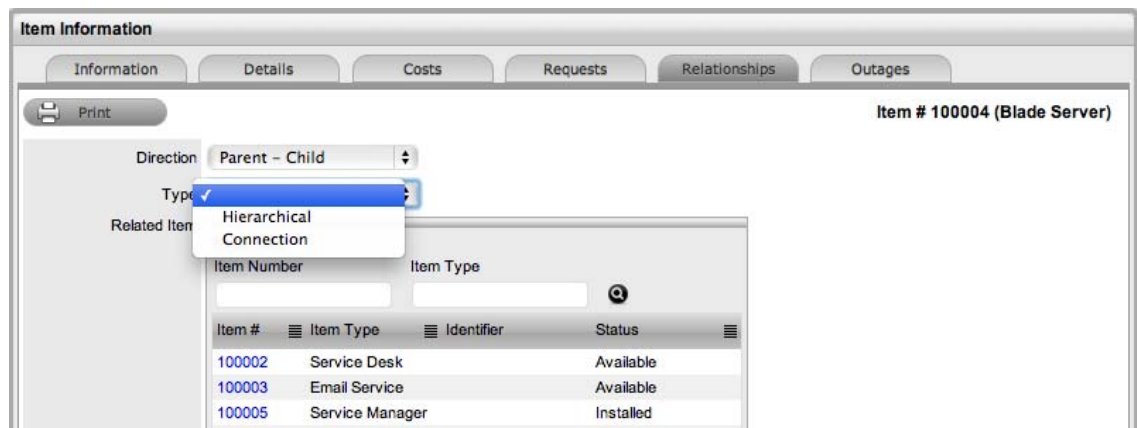 Item Information
Information Details Costs Requests Relationships Outages
Print Item # 100004 (Blade Server)
Direction Parent – Child
Type
Hierarchical
Related Item
Connection
Item Number Item Type
Item # Item Type Identifier Status
100002 Service Desk Available
100003 Email Service Available
100005 Service Manager Installed